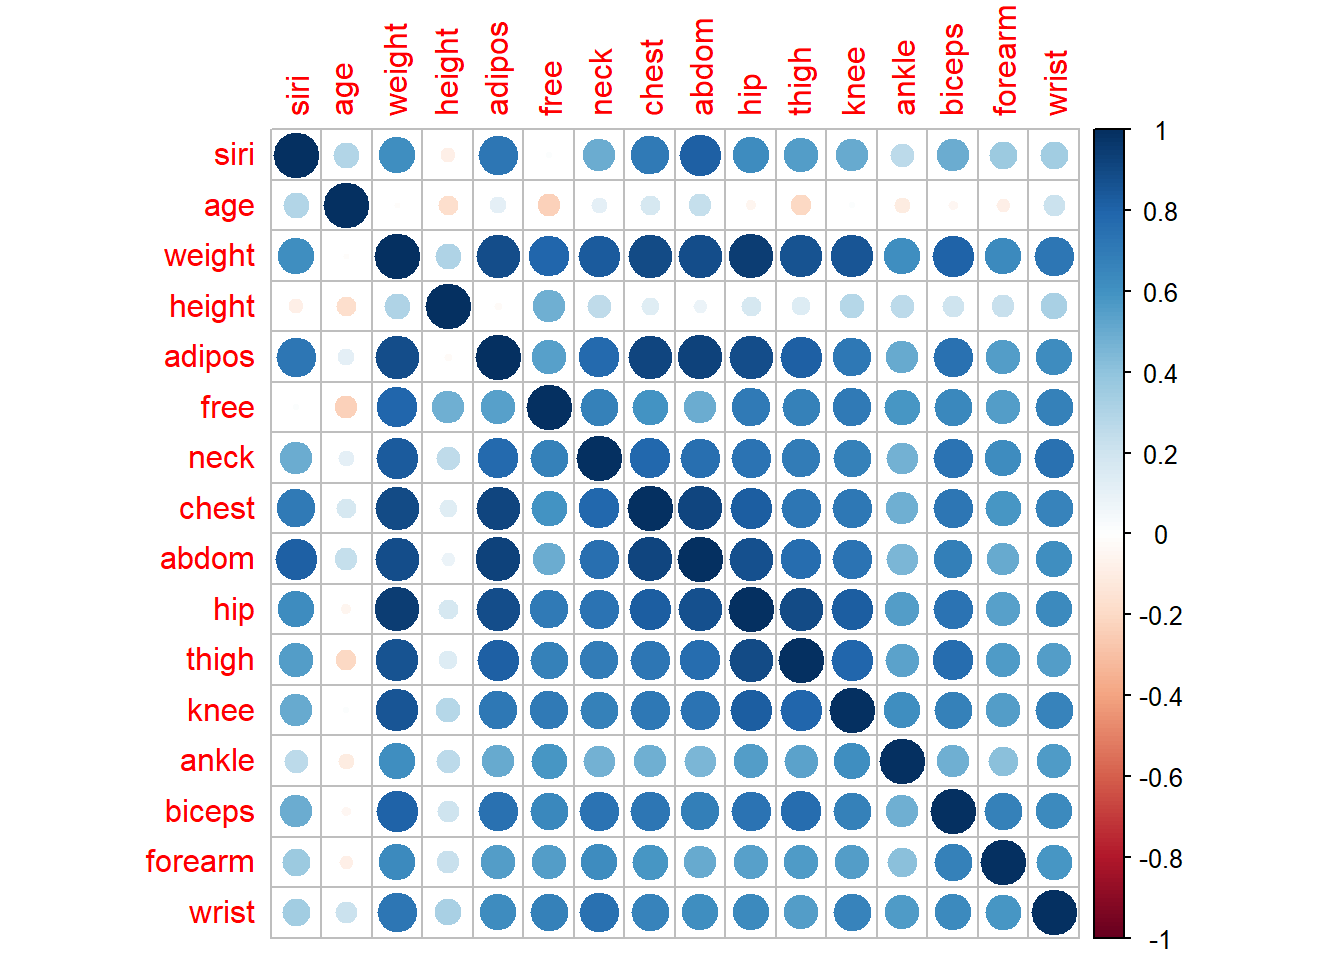 siri age weight height adipos free neck chest abdom hip thigh knee ankle biceps forearm wrist
siri
age
weight
height
adipos
free
neck
chest
abdom
hip
thigh
knee
ankle
biceps
forearm
wrist
1
0.8
0.6
0.4
0.2
0
-0.2
-0.4
-0.6
-0.8
-1